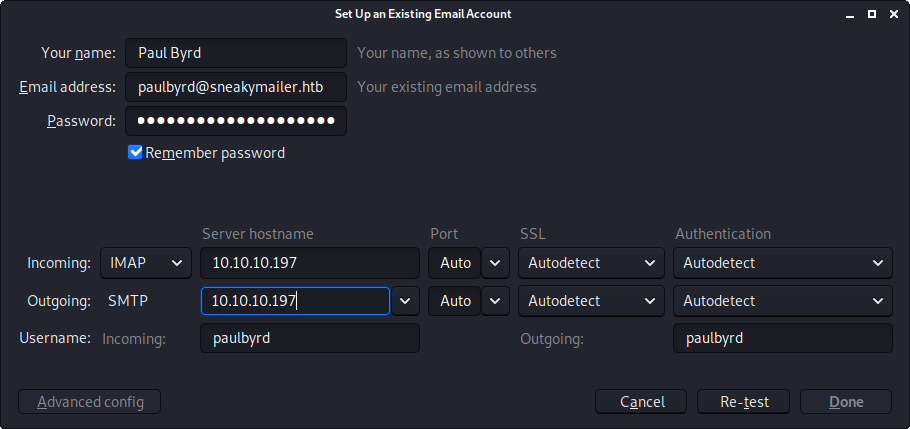 Set Up an Existing Email Account
Your name: Paul Byrd Your name, as shown to others
Email address: paulbyrd@sneakymailer.htb Your existing email address
Password: ●●●●●●●●●●●●●●●●●●●●
Remember password
Server hostname Port SSL Authentication
Incoming: IMAP 10.10.10.197 Auto Autodetect Autodetect
Outgoing: SMTP 10.10.10.197 Auto Autodetect Autodetect
Username: Incoming: paulbyrd Outgoing: paulbyrd
Advanced config Cancel Re-test Done